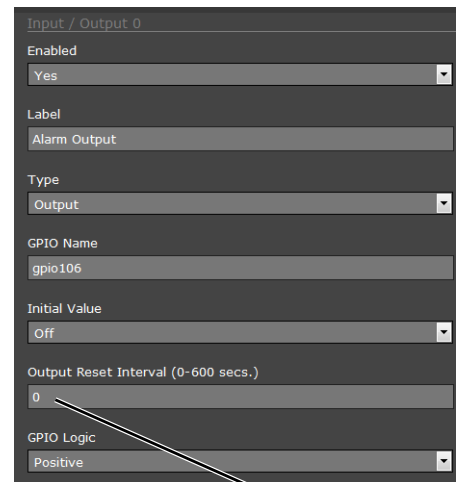 Input / Output 0
Enabled
Yes
Label
Alarm Output
Type
Output
GPIO Name
gpio106
Initial Value
Off
Output Reset Interval (0-600 secs.)
0
GPIO Logic
Positive